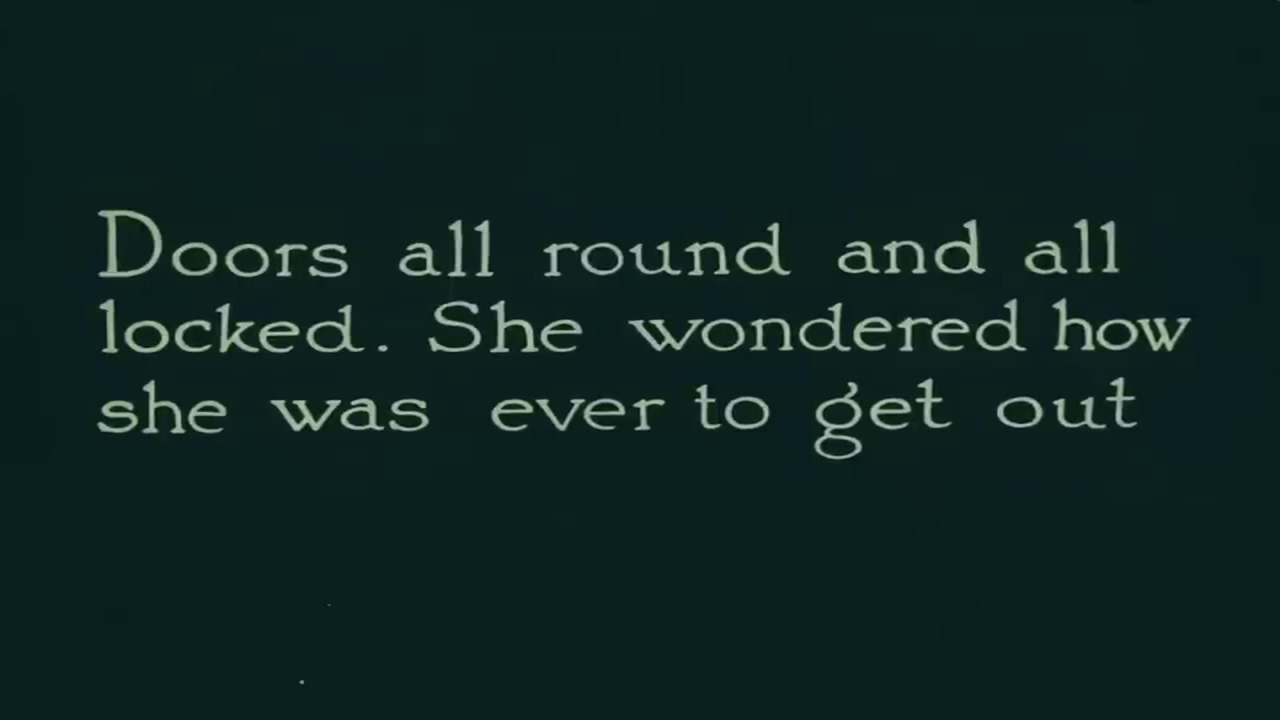 Doors all round and all
locked. She wondered how
she was ever to get out